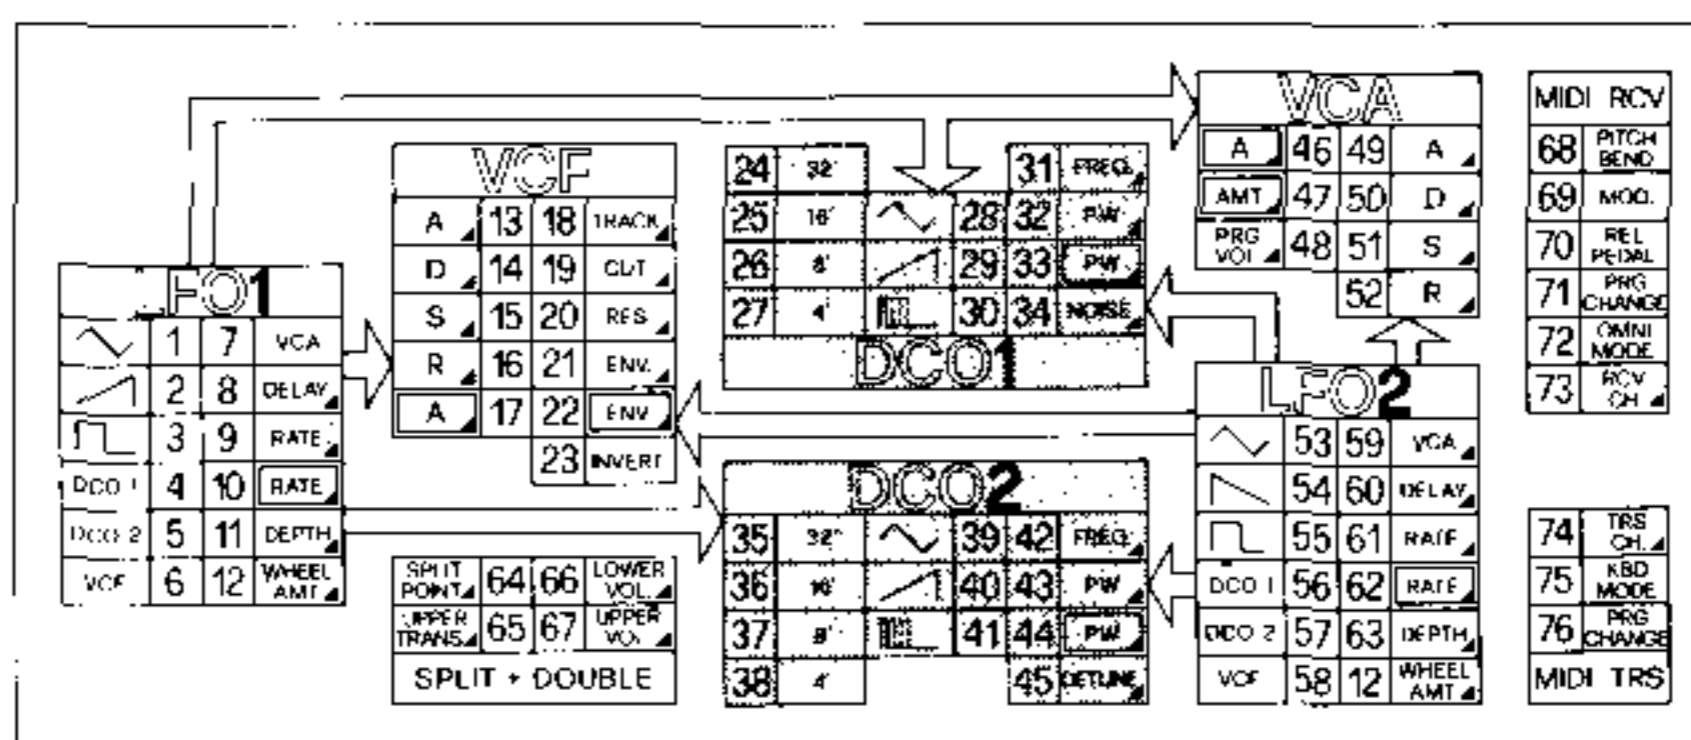 LFO1
1 7 VCA
2 8 DELAY
3 9 RATE
DCO 1 4 10 RATE
DCO 2 5 11 DEPTH
VCF 6 12 WHEEL AMT
VCF
A 13 18 TRACK
D 14 19 CUT
S 15 20 RES
R 16 21 ENV.
A 17 22 ENV
23 INVERT
SPLIT POINT 64 66 LOWER VOL.
UPPER TRANS. 65 67 UPPER VOL
SPLIT + DOUBLE
24 32' 31 FREQ.
25 16' 28 32 PW
26 8' 29 33 PW
27 4' 30 34 NOISE
DCO1
DCO2
35 32' 39 42 FREQ.
36 16' 40 43 PW
37 8' 41 44 PW
38 4' 45 DETUNE
VCA
A 46 49 A
AMT 47 50 D
PRG VOL 48 51 S
52 R
LFO2
53 59 VCA
54 60 DELAY
55 61 RATE
DCO 1 56 62 RATE
DCO 2 57 63 DEPTH
VCF 58 12 WHEEL AMT
MIDI RCV
68 PITCH BEND
69 MOD.
70 REL PEDAL
71 PRG CHANGE
72 OMNI MODE
73 RCV CH
74 TRS CH.
75 KBD MODE
76 PRG CHANGE
MIDI TRS